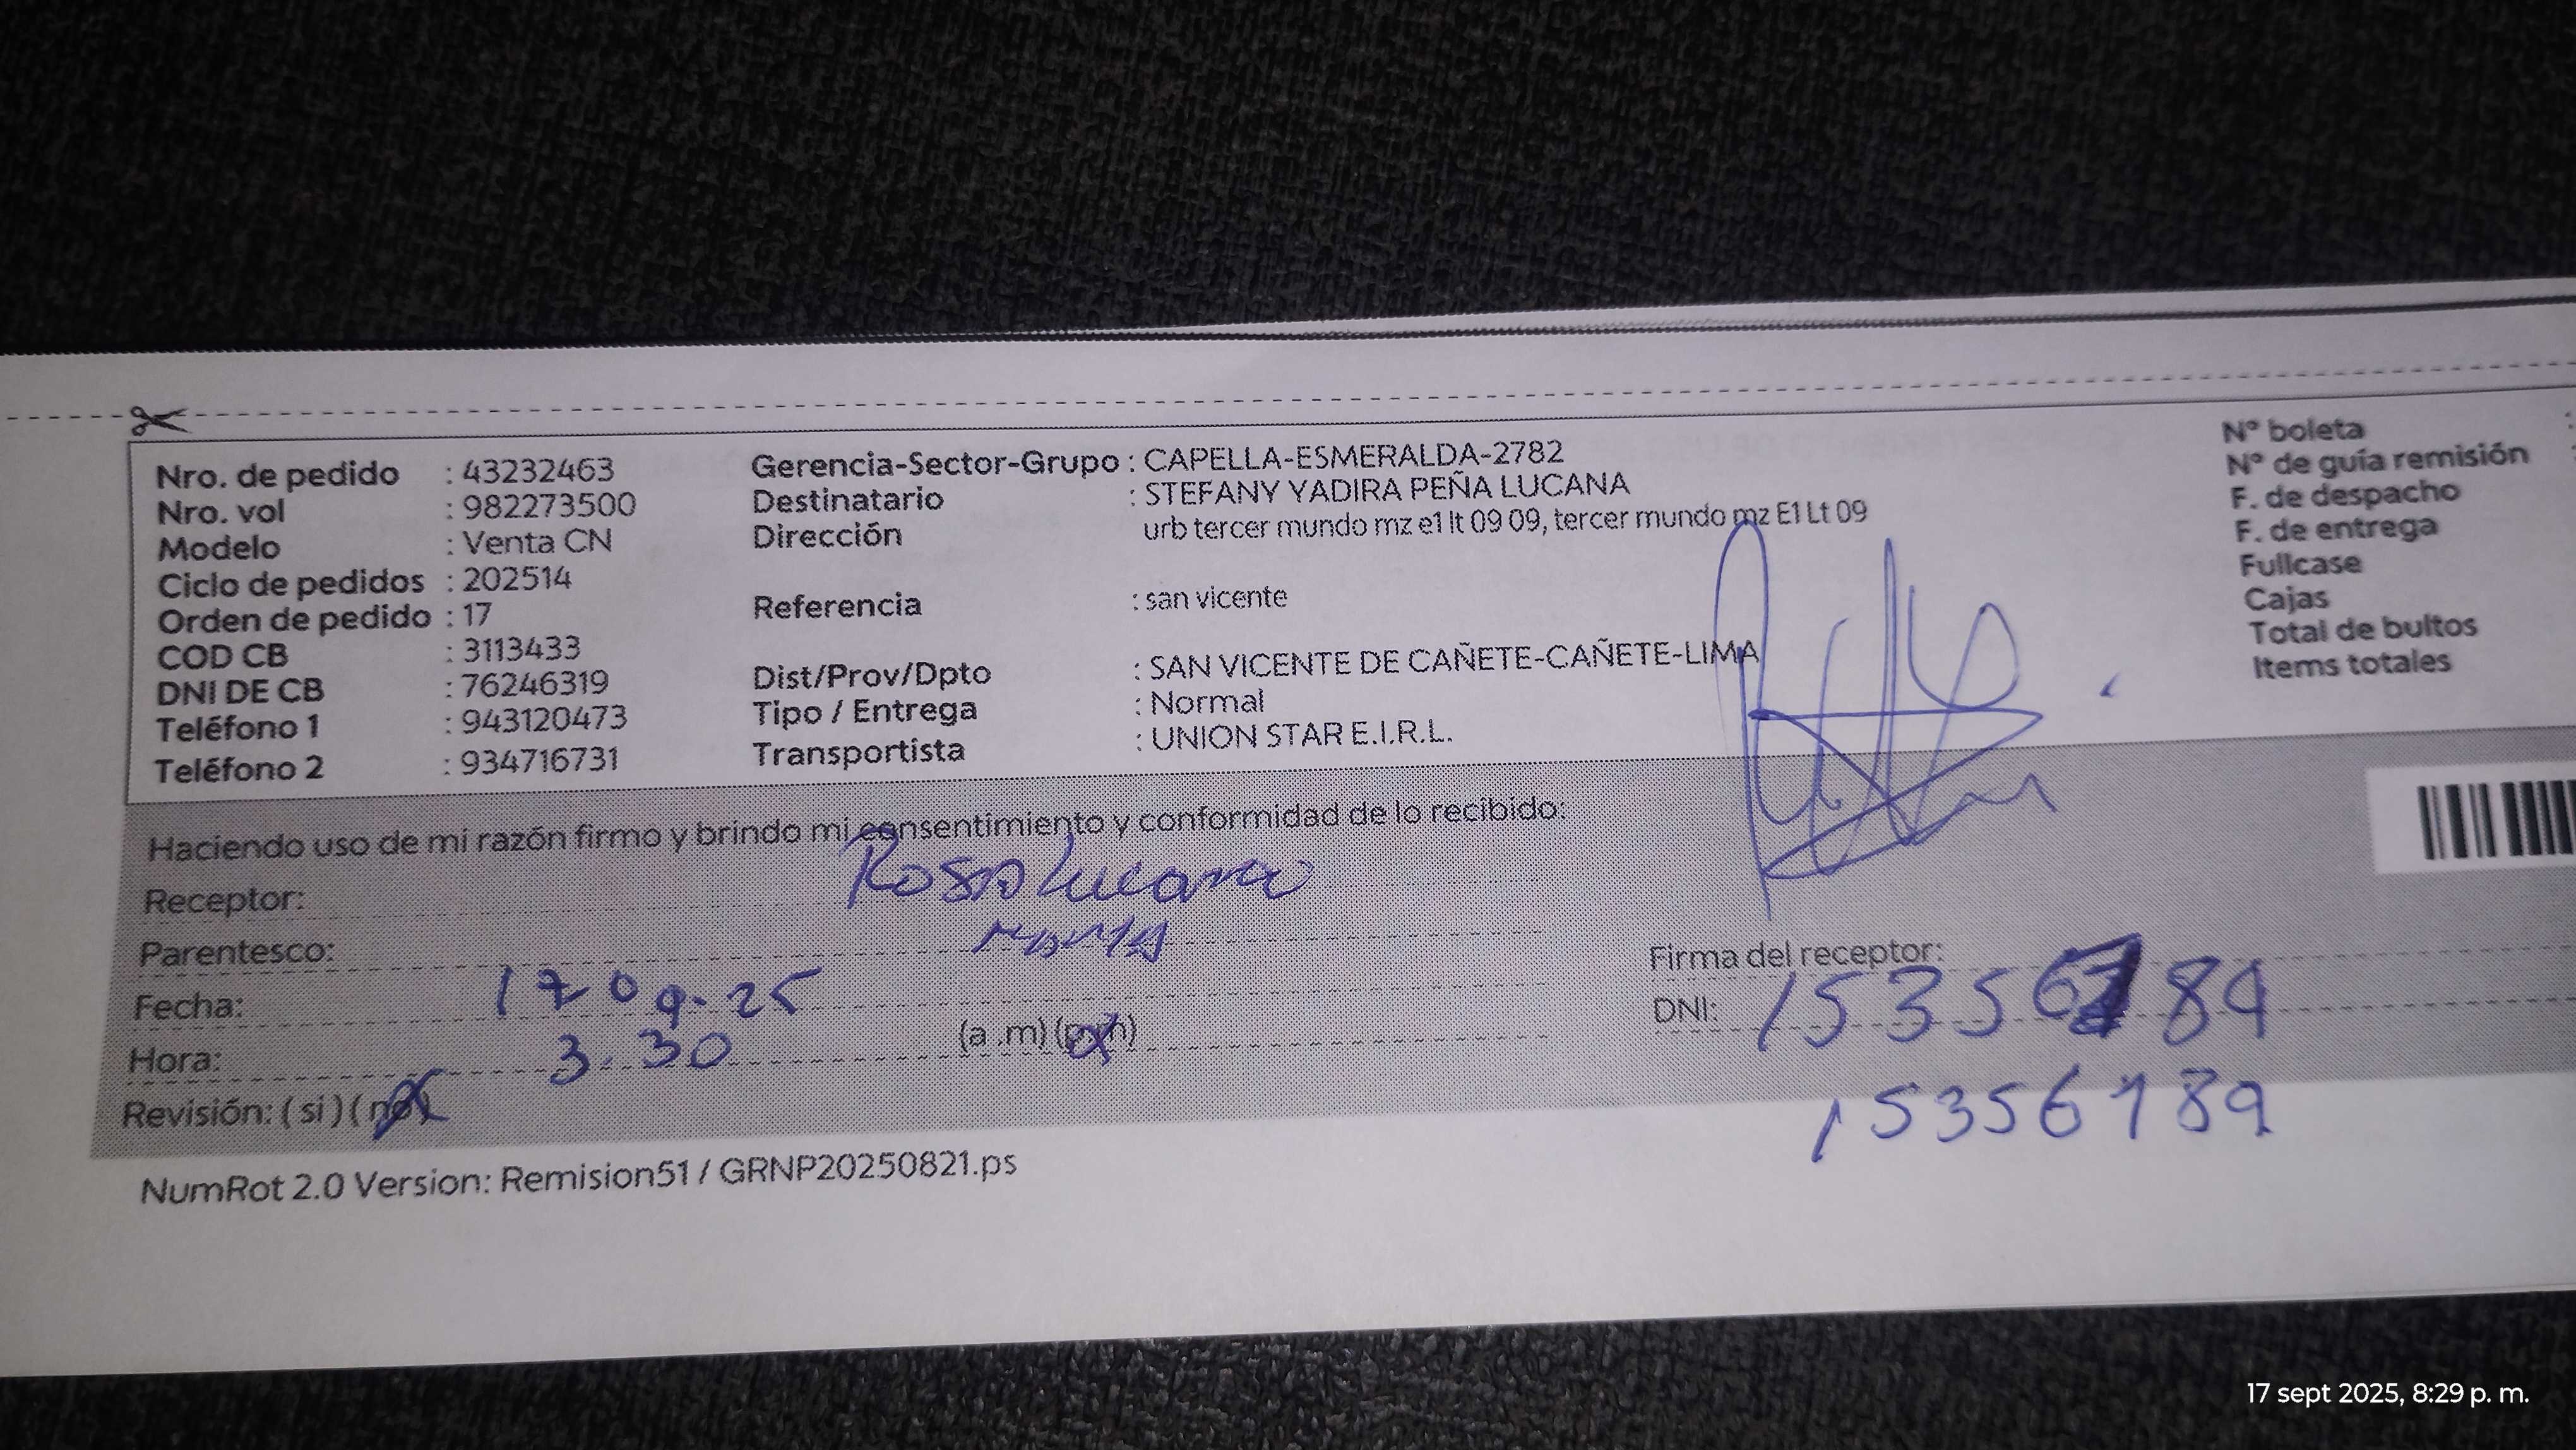 Nro. de pedido : 43232463
Nro. vol : 982273500
Modelo : Venta CN
Ciclo de pedidos : 202514
Orden de pedido : 17
COD CB : 3113433
DNI DE CB : 76246319
Teléfono 1 : 943120473
Teléfono 2 : 934716731
Gerencia-Sector-Grupo : CAPELLA-ESMERALDA-2782
Destinatario : STEFANY YADIRA PEÑA LUCANA
Dirección urb tercer mundo mz e1 lt 09 09, tercer mundo mz E1 Lt 09
Referencia : san vicente
Dist/Prov/Dpto : SAN VICENTE DE CAÑETE-CAÑETE-LIMA
Tipo / Entrega : Normal
Transportista : UNION STAR E.I.R.L.
Nº boleta :
Nº de guía remisión :
F. de despacho
F. de entrega
Fullcase
Cajas
Total de bultos
Items totales
Haciendo uso de mi razón firmo y brindo mi consentimiento y conformidad de lo recibido:
Receptor: Rosa Lucana
Parentesco: MAMA
Fecha: 17 09-25
Hora: 3.30 (a .m) (p.m)
Revisión: ( si ) ( no )
Firma del receptor:
DNI: 15356789
15356789
NumRot 2.0 Version: Remision51 / GRNP20250821.ps
17 sept 2025, 8:29 p. m.